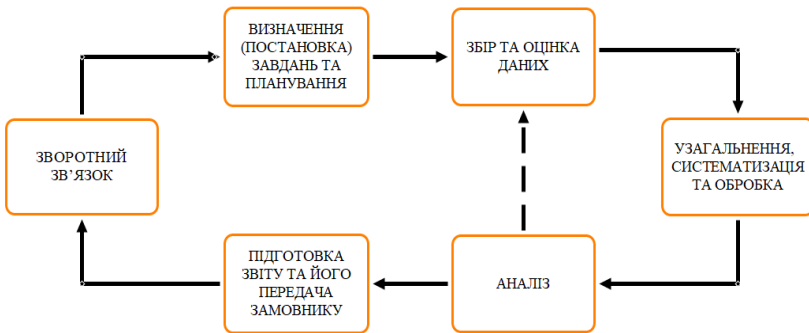 ВИЗНАЧЕННЯ
(ПОСТАНОВКА)
ЗАВДАНЬ ТА
ПЛАНУВАННЯ
ЗБІР ТА ОЦІНКА
ДАНИХ
УЗАГАЛЬНЕННЯ,
СИСТЕМАТИЗАЦІЯ
ТА ОБРОБКА
АНАЛІЗ
ПІДГОТОВКА
ЗВІТУ ТА ЙОГО
ПЕРЕДАЧА
ЗАМОВНИКУ
ЗВОРОТНИЙ
ЗВ’ЯЗОК